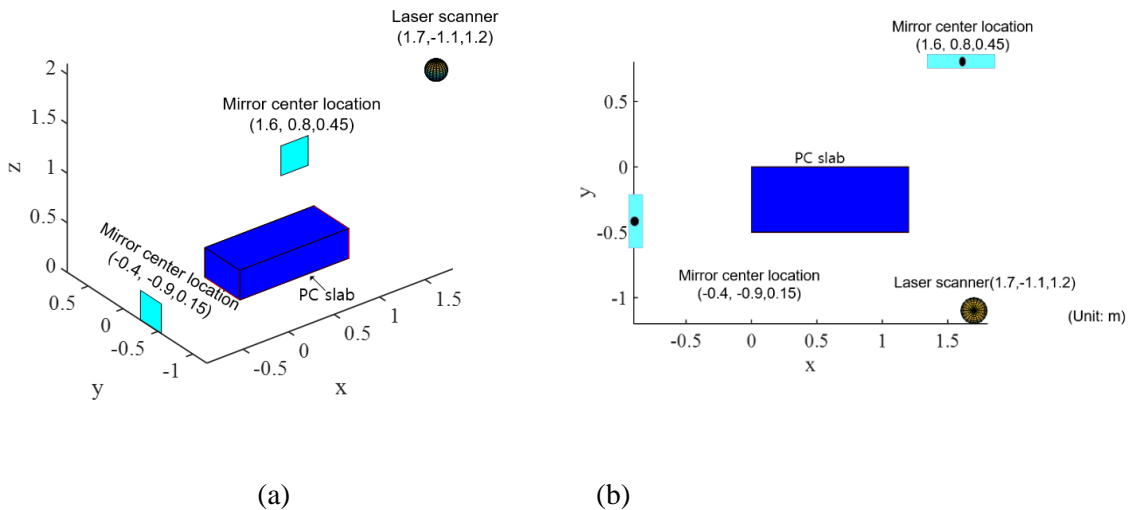 Laser scanner
(1.7,-1.1,1.2)
Mirror center location
(1.6, 0.8,0.45)
2
1.5
1
0.5
0
z
Mirror center location
(-0.4, -0.9,0.15)
PC slab
0.5
0
-0.5
-1
y
-0.5
0
0.5
1
1.5
x
(a)
Mirror center location
(1.6, 0.8,0.45)
0.5
0
-0.5
-1
y
PC slab
Mirror center location
(-0.4, -0.9,0.15)
Laser scanner(1.7,-1.1,1.2)
(Unit: m)
-0.5
0
0.5
1
1.5
x
(b)